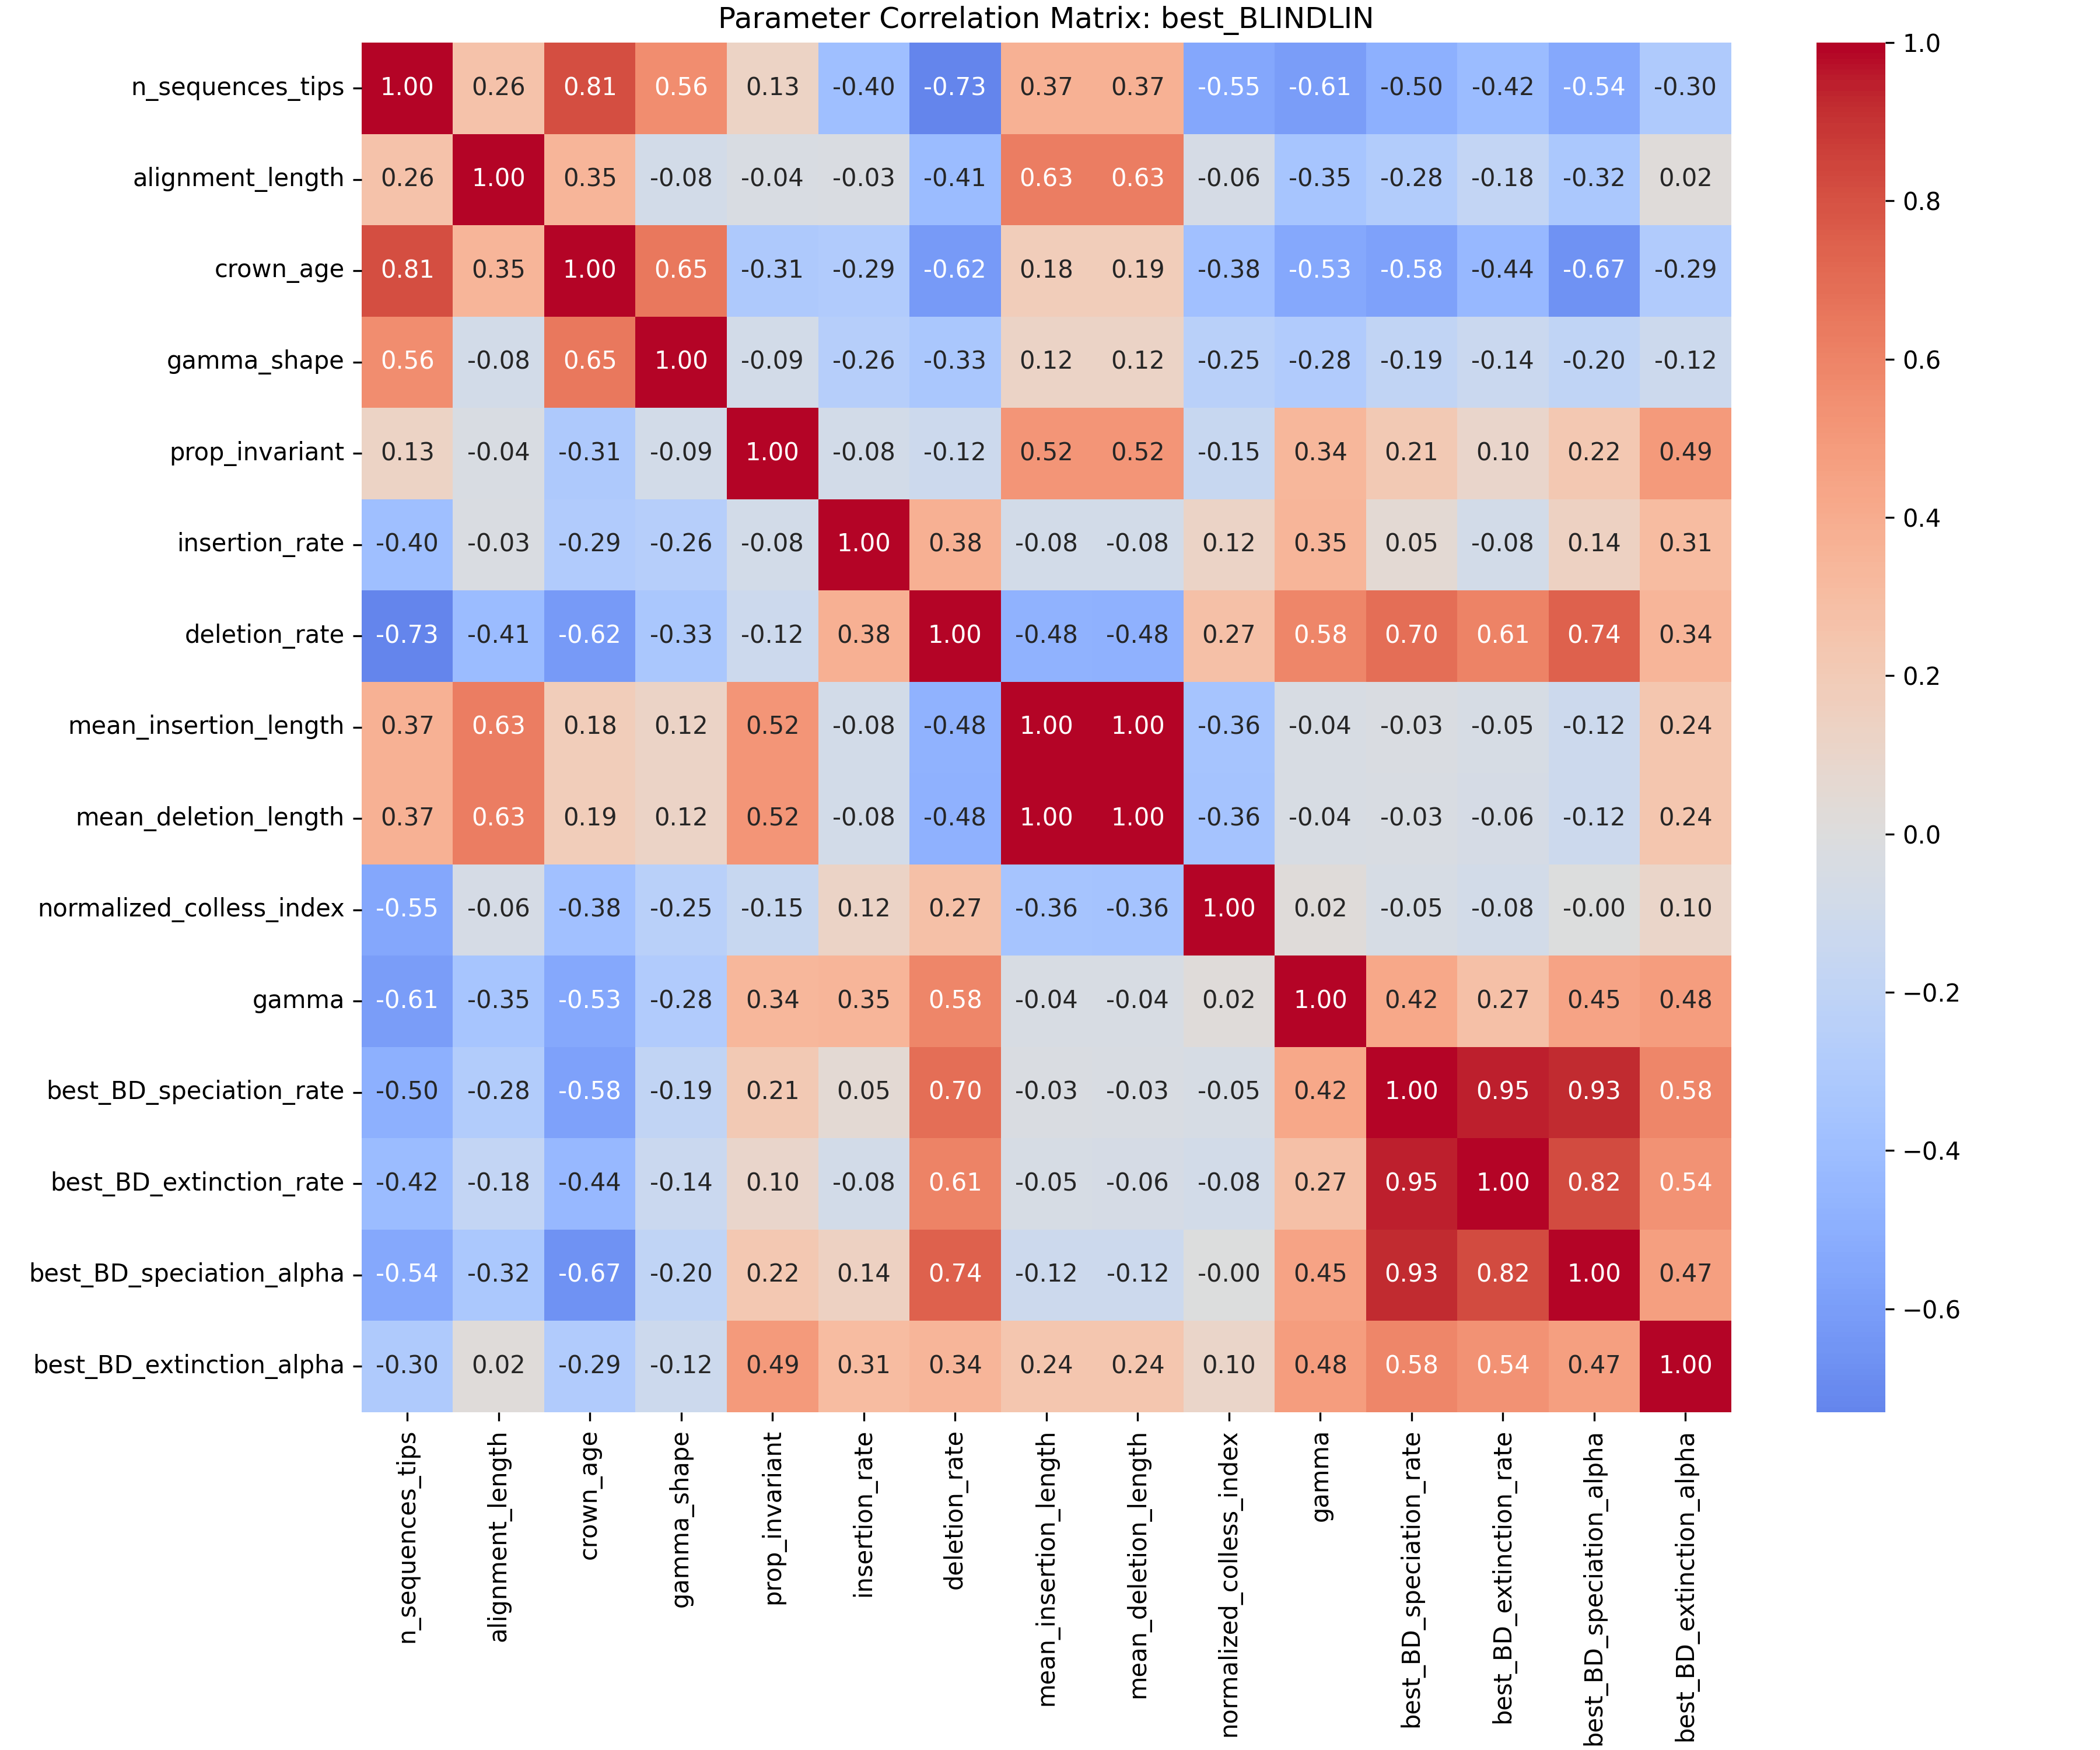 Parameter Correlation Matrix: best_BLINDLIN
n_sequences_tips 1.00 0.26 0.81 0.56 0.13 -0.40 -0.73 0.37 0.37 -0.55 -0.61 -0.50 -0.42 -0.54 -0.30
alignment_length 0.26 1.00 0.35 -0.08 -0.04 -0.03 -0.41 0.63 0.63 -0.06 -0.35 -0.28 -0.18 -0.32 0.02
crown_age 0.81 0.35 1.00 0.65 -0.31 -0.29 -0.62 0.18 0.19 -0.38 -0.53 -0.58 -0.44 -0.67 -0.29
gamma_shape 0.56 -0.08 0.65 1.00 -0.09 -0.26 -0.33 0.12 0.12 -0.25 -0.28 -0.19 -0.14 -0.20 -0.12
prop_invariant 0.13 -0.04 -0.31 -0.09 1.00 -0.08 -0.12 0.52 0.52 -0.15 0.34 0.21 0.10 0.22 0.49
insertion_rate -0.40 -0.03 -0.29 -0.26 -0.08 1.00 0.38 -0.08 -0.08 0.12 0.35 0.05 -0.08 0.14 0.31
deletion_rate -0.73 -0.41 -0.62 -0.33 -0.12 0.38 1.00 -0.48 -0.48 0.27 0.58 0.70 0.61 0.74 0.34
mean_insertion_length 0.37 0.63 0.18 0.12 0.52 -0.08 -0.48 1.00 1.00 -0.36 -0.04 -0.03 -0.05 -0.12 0.24
mean_deletion_length 0.37 0.63 0.19 0.12 0.52 -0.08 -0.48 1.00 1.00 -0.36 -0.04 -0.03 -0.06 -0.12 0.24
normalized_colless_index -0.55 -0.06 -0.38 -0.25 -0.15 0.12 0.27 -0.36 -0.36 1.00 0.02 -0.05 -0.08 -0.00 0.10
gamma -0.61 -0.35 -0.53 -0.28 0.34 0.35 0.58 -0.04 -0.04 0.02 1.00 0.42 0.27 0.45 0.48
best_BD_speciation_rate -0.50 -0.28 -0.58 -0.19 0.21 0.05 0.70 -0.03 -0.03 -0.05 0.42 1.00 0.95 0.93 0.58
best_BD_extinction_rate -0.42 -0.18 -0.44 -0.14 0.10 -0.08 0.61 -0.05 -0.06 -0.08 0.27 0.95 1.00 0.82 0.54
best_BD_speciation_alpha -0.54 -0.32 -0.67 -0.20 0.22 0.14 0.74 -0.12 -0.12 -0.00 0.45 0.93 0.82 1.00 0.47
best_BD_extinction_alpha -0.30 0.02 -0.29 -0.12 0.49 0.31 0.34 0.24 0.24 0.10 0.48 0.58 0.54 0.47 1.00
n_sequences_tips
alignment_length
crown_age
gamma_shape
prop_invariant
insertion_rate
deletion_rate
mean_insertion_length
mean_deletion_length
normalized_colless_index
gamma
best_BD_speciation_rate
best_BD_extinction_rate
best_BD_speciation_alpha
best_BD_extinction_alpha
1.0
0.8
0.6
0.4
0.2
0.0
−0.2
−0.4
−0.6